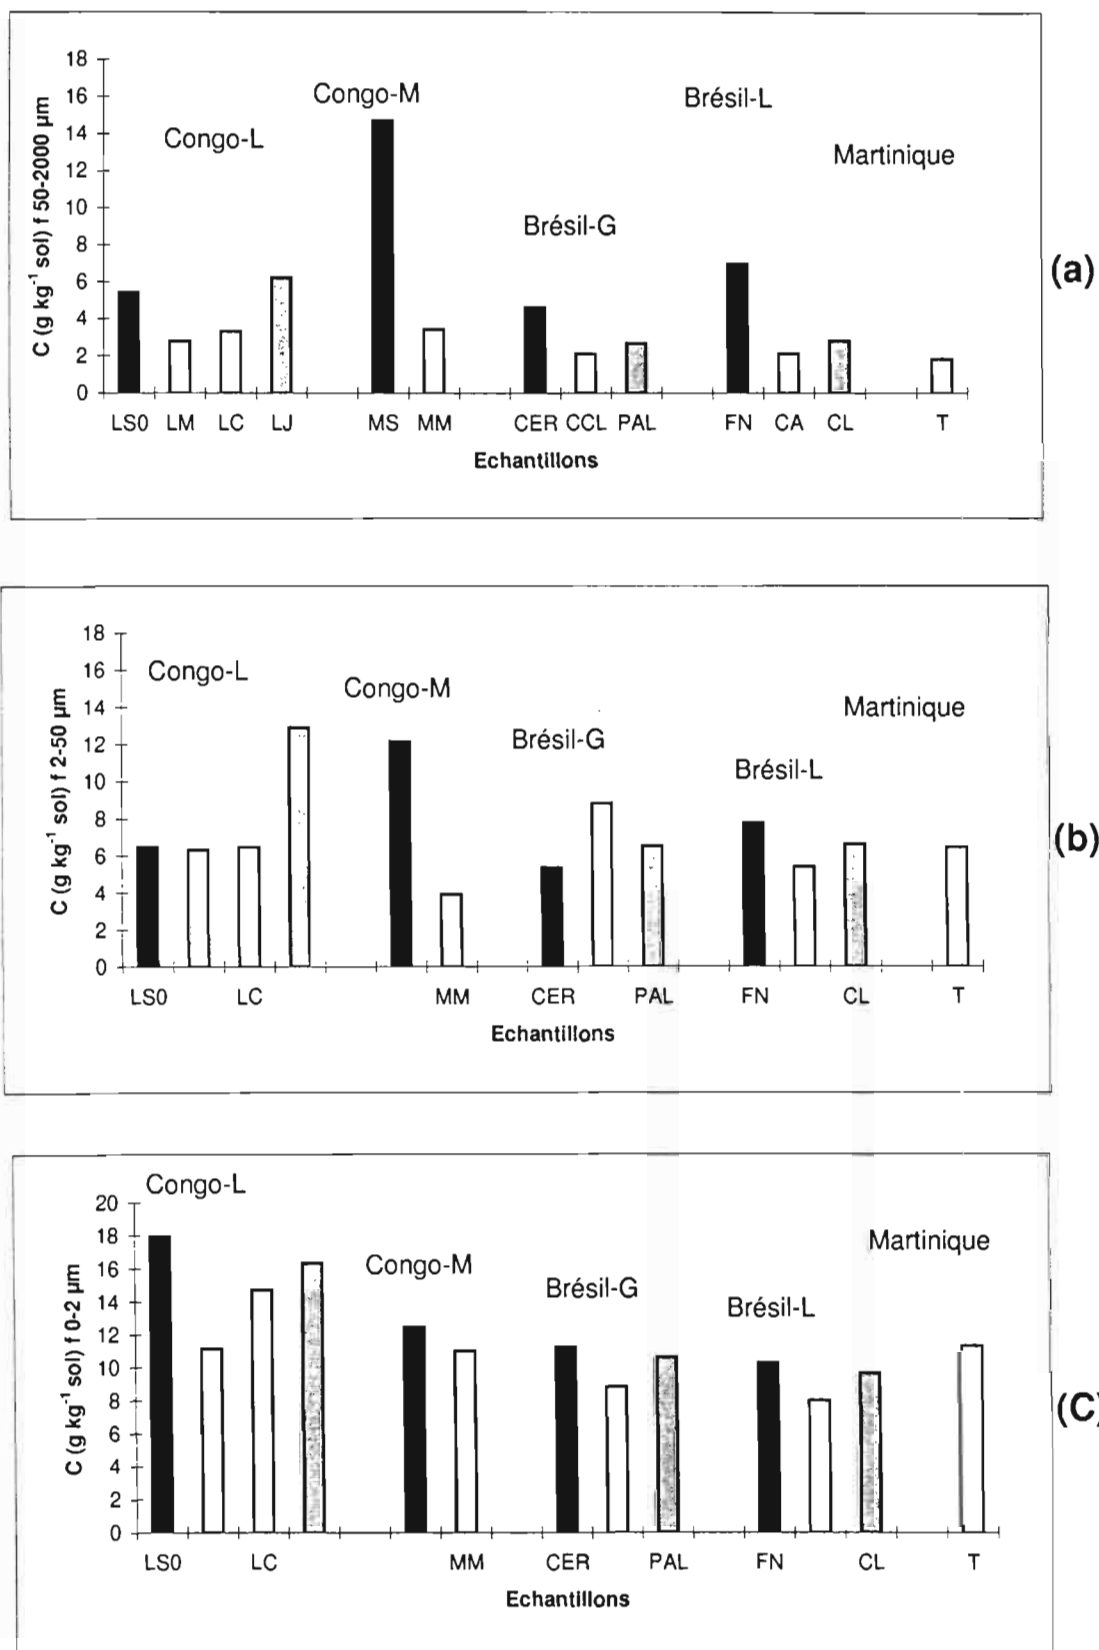 18
16
14
12
10
8
6
4
2
0
C (g kg⁻¹ sol) f 50-2000 µm
Congo-L
Congo-M
Brésil-G
Brésil-L
Martinique
LS0 LM LC LJ MS MM CER CCL PAL FN CA CL T
Echantillons
(a)
18
16
14
12
10
8
6
4
2
0
C (g kg⁻¹ sol) f 2-50 µm
Congo-L
Congo-M
Brésil-G
Brésil-L
Martinique
LS0 LC MM CER PAL FN CL T
Echantillons
(b)
20
18
16
14
12
10
8
6
4
2
0
C (g kg⁻¹ sol) f 0-2 µm
Congo-L
Congo-M
Brésil-G
Brésil-L
Martinique
LS0 LC MM CER PAL FN CL T
Echantillons
(C)